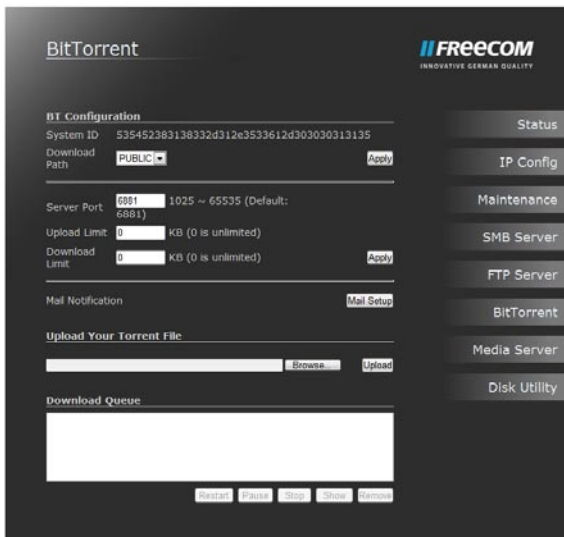 BitTorrent
FREECOM
INNOVATIVE GERMAN QUALITY
BT Configuration
System ID 535452383138332d312e3533612d303030313135
Download Path PUBLIC Apply
Server Port 6881 1025 ~ 65535 (Default: 6881)
Upload Limit 0 KB (0 is unlimited)
Download Limit 0 KB (0 is unlimited) Apply
Mail Notification Mail Setup
Upload Your Torrent File
Browse... Upload
Download Queue
Restart Pause Stop Show Remove
Status
IP Config
Maintenance
SMB Server
FTP Server
BitTorrent
Media Server
Disk Utility